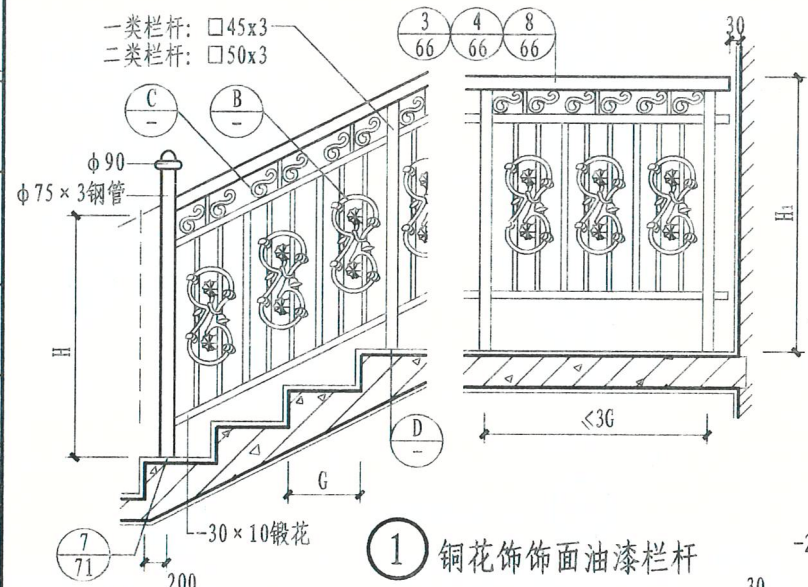 一类栏杆：□45x3
二类栏杆：□50x3
3 4 8
66 66 66
30
C
–
B
–
ϕ90
ϕ75×3钢管
H
H1
≤3G
D
–
G
–30×10锻花
7
71
200
1 铜花饰饰面油漆栏杆
30